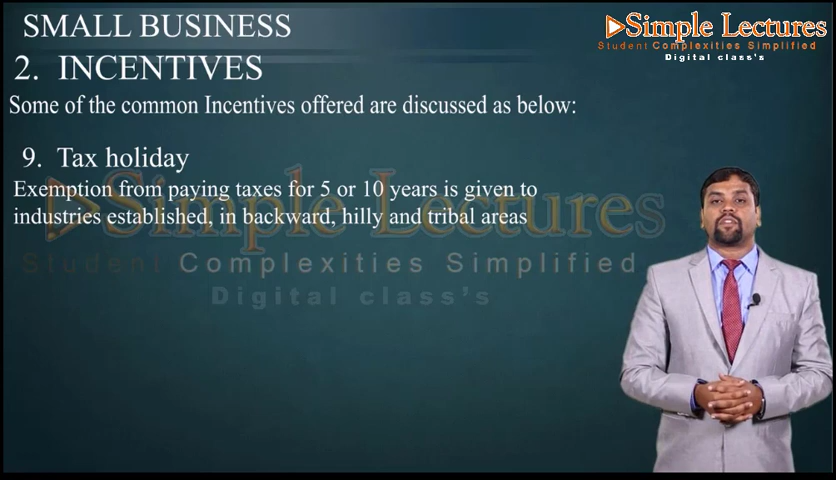 SMALL BUSINESS
Simple Lectures
Student Complexities Simplified
Digital class's
2. INCENTIVES
Some of the common Incentives offered are discussed as below:
9. Tax holiday
Exemption from paying taxes for 5 or 10 years is given to
industries established, in backward, hilly and tribal areas
Simple Lectures
Student Complexities Simplified
Digital class's